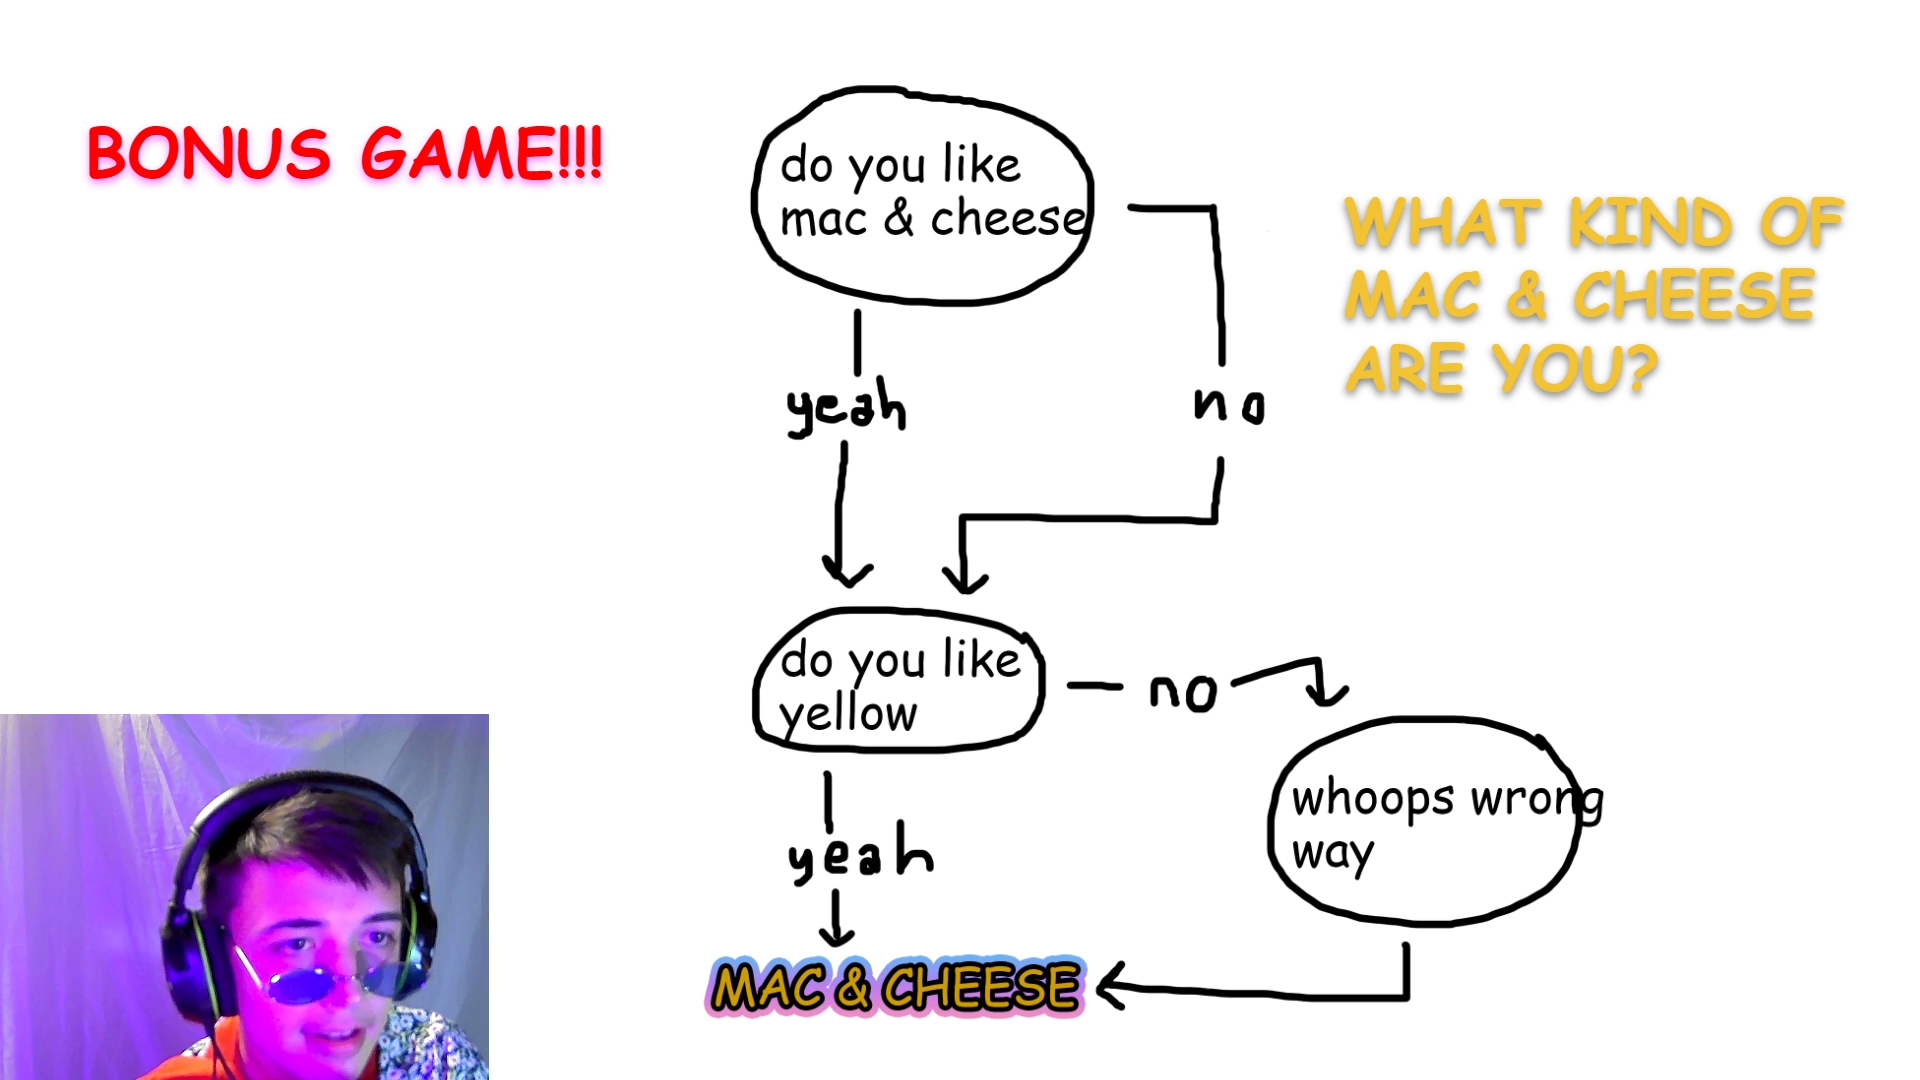 BONUS GAME!!!
do you like
mac & cheese
WHAT KIND OF
MAC & CHEESE
ARE YOU?
yeah
no
do you like
yellow
no
whoops wrong
way
yeah
MAC & CHEESE